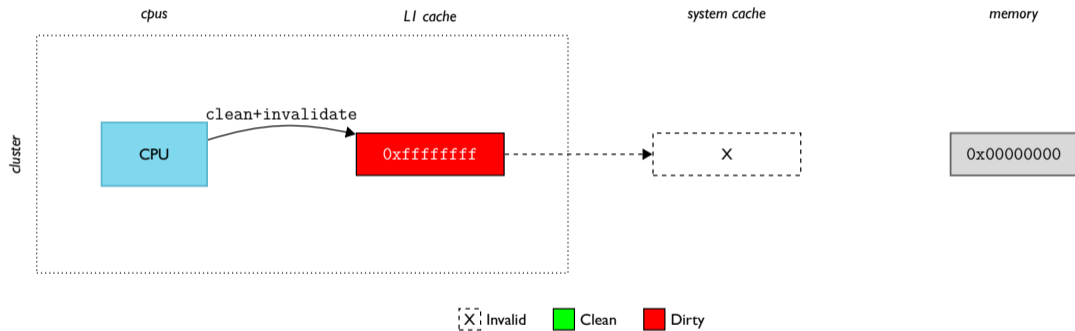 cpus
L1 cache
system cache
memory
cluster
clean+invalidate
CPU
0xffffffff
X
0x00000000
X Invalid
Clean
Dirty